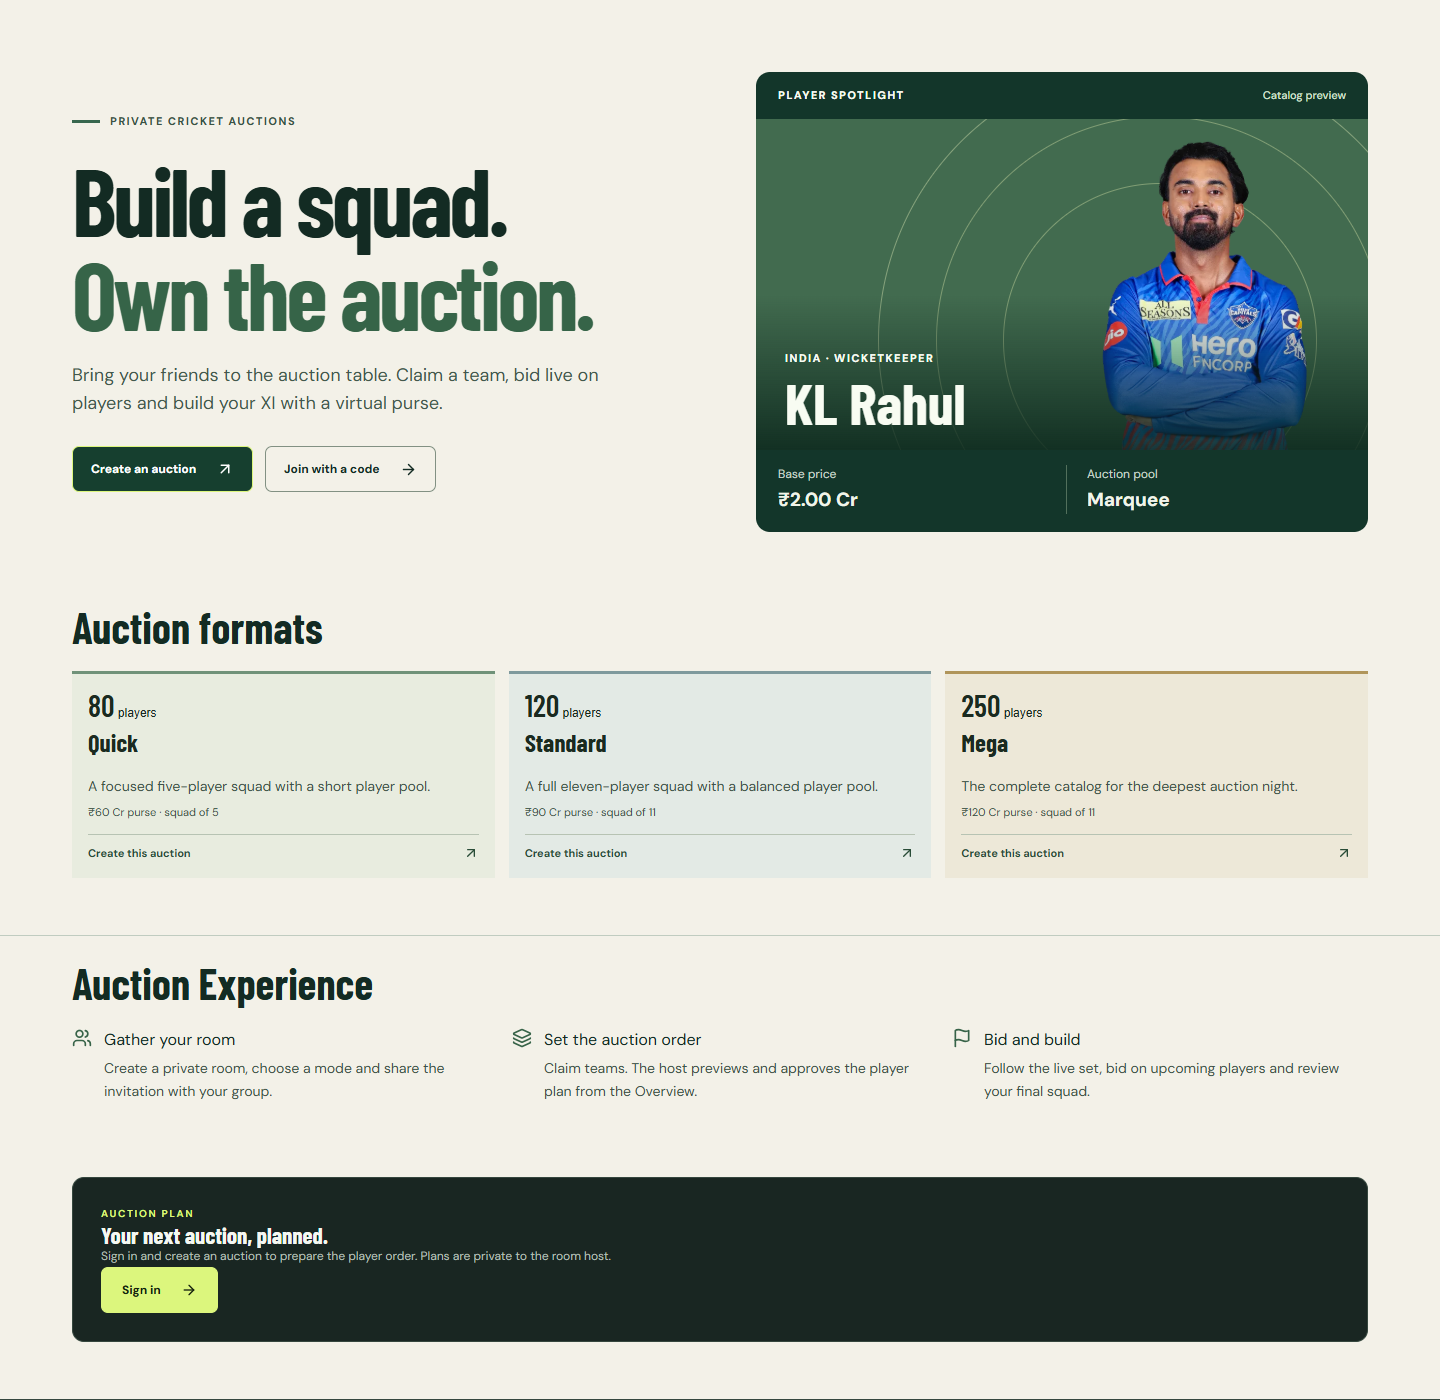 PRIVATE CRICKET AUCTIONS
Build a squad.
Own the auction.
Bring your friends to the auction table. Claim a team, bid live on
players and build your XI with a virtual purse.
Create an auction
Join with a code
PLAYER SPOTLIGHT
Catalog preview
ALL
SEASONS
CAPITALS
jio
Hero
FNCORP
INDIA · WICKETKEEPER
KL Rahul
Base price
₹2.00 Cr
Auction pool
Marquee
Auction formats
80 players
Quick
A focused five-player squad with a short player pool.
₹60 Cr purse · squad of 5
Create this auction
120 players
Standard
A full eleven-player squad with a balanced player pool.
₹90 Cr purse · squad of 11
Create this auction
250 players
Mega
The complete catalog for the deepest auction night.
₹120 Cr purse · squad of 11
Create this auction
Auction Experience
Gather your room
Create a private room, choose a mode and share the
invitation with your group.
Set the auction order
Claim teams. The host previews and approves the player
plan from the Overview.
Bid and build
Follow the live set, bid on upcoming players and review
your final squad.
AUCTION PLAN
Your next auction, planned.
Sign in and create an auction to prepare the player order. Plans are private to the room host.
Sign in